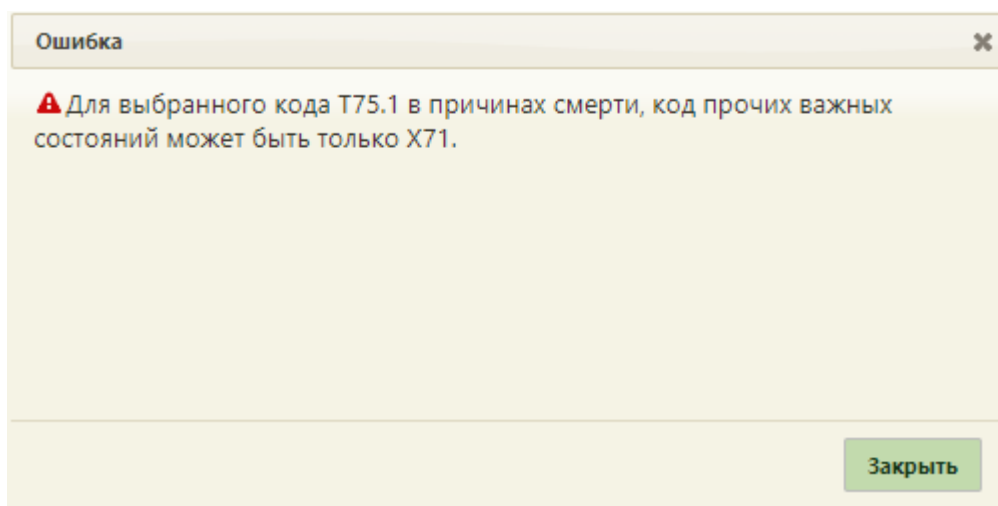 Ошибка
Для выбранного кода T75.1 в причинах смерти, код прочих важных
состояний может быть только X71.
Закрыть